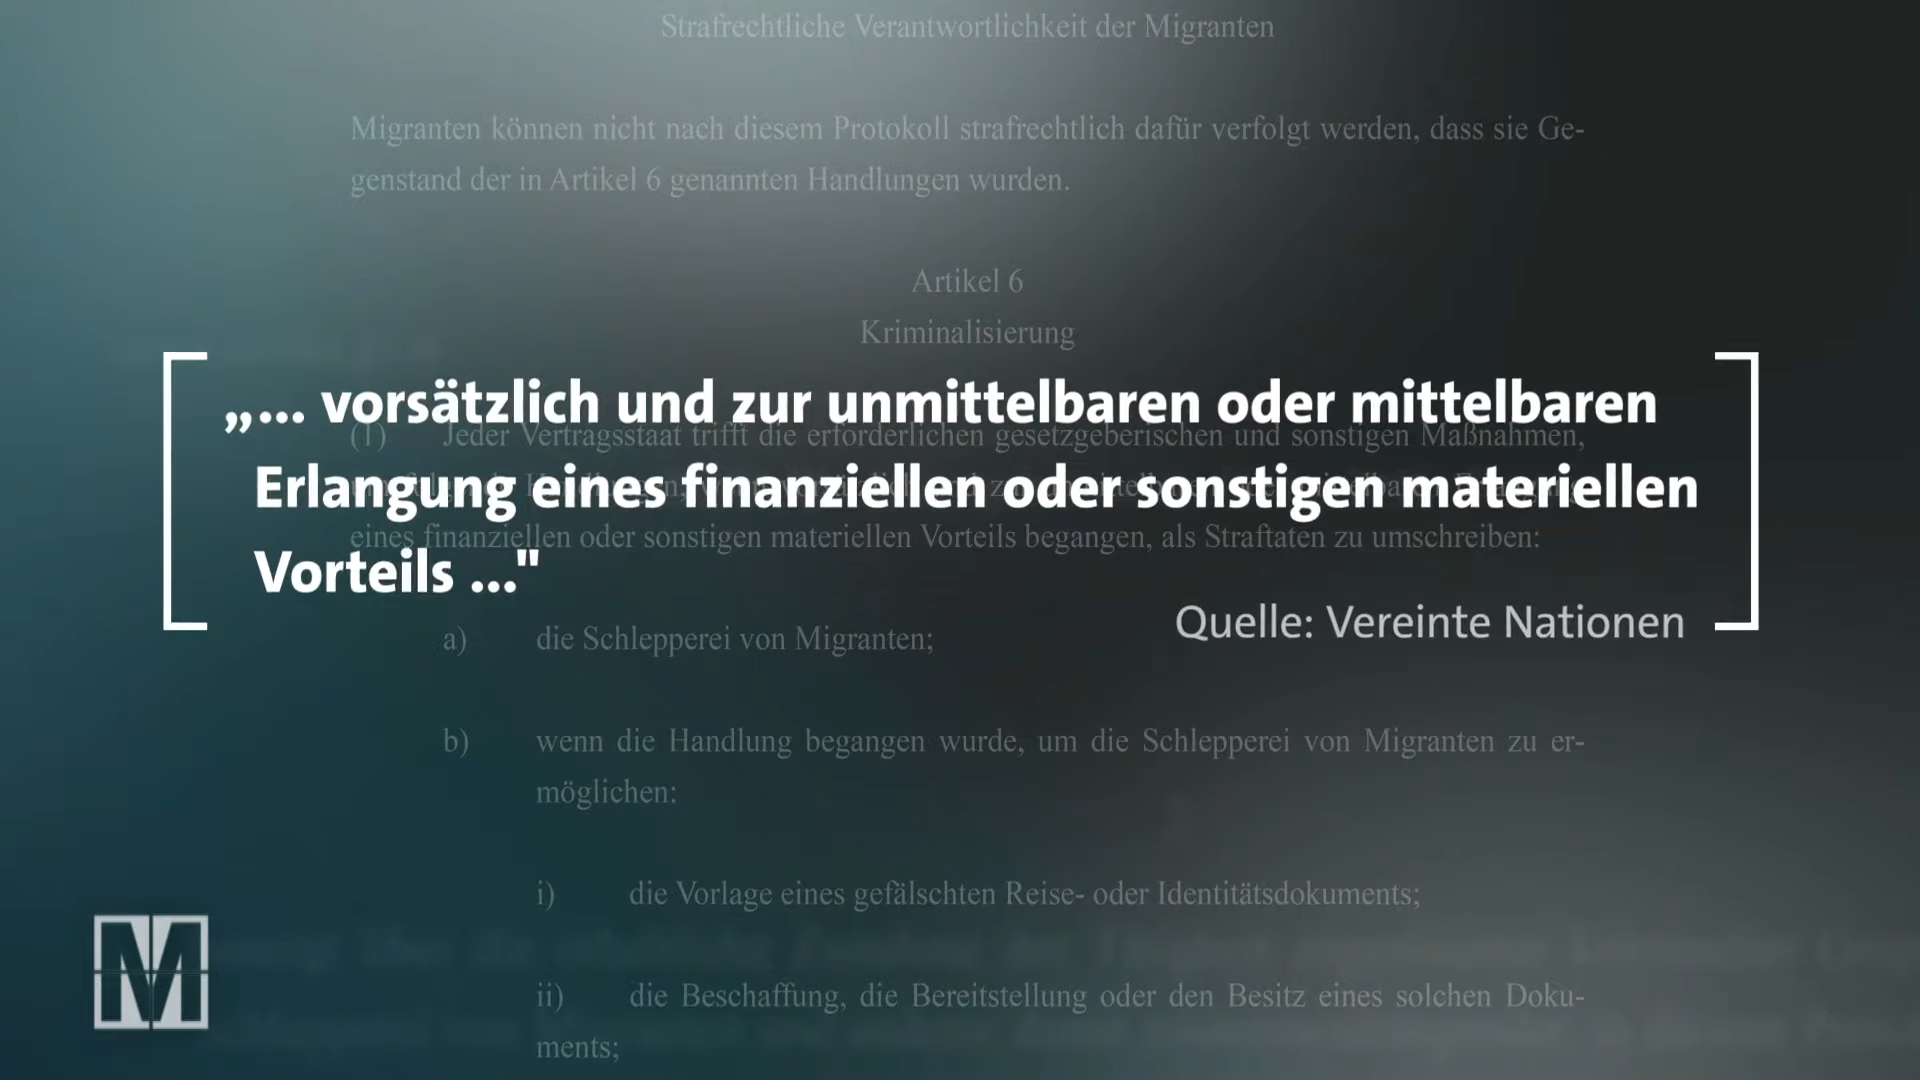 Strafrechtliche Verantwortlichkeit der Migranten
Migranten können nicht nach diesem Protokoll strafrechtlich dafür verfolgt werden, dass sie Ge-
genstand der in Artikel 6 genannten Handlungen wurden.
Artikel 6
Kriminalisierung
„... vorsätzlich und zur unmittelbaren oder mittelbaren
(1) Jeder Vertragsstaat trifft die erforderlichen gesetzgeberischen und sonstigen Maßnahmen,
Erlangung eines finanziellen oder sonstigen materiellen
eines finanziellen oder sonstigen materiellen Vorteils begangen, als Straftaten zu umschreiben:
Vorteils ..."
Quelle: Vereinte Nationen
a) die Schlepperei von Migranten;
b) wenn die Handlung begangen wurde, um die Schlepperei von Migranten zu er-
möglichen:
i) die Vorlage eines gefälschten Reise- oder Identitätsdokuments;
M
ii) die Beschaffung, die Bereitstellung oder den Besitz eines solchen Doku-
ments;